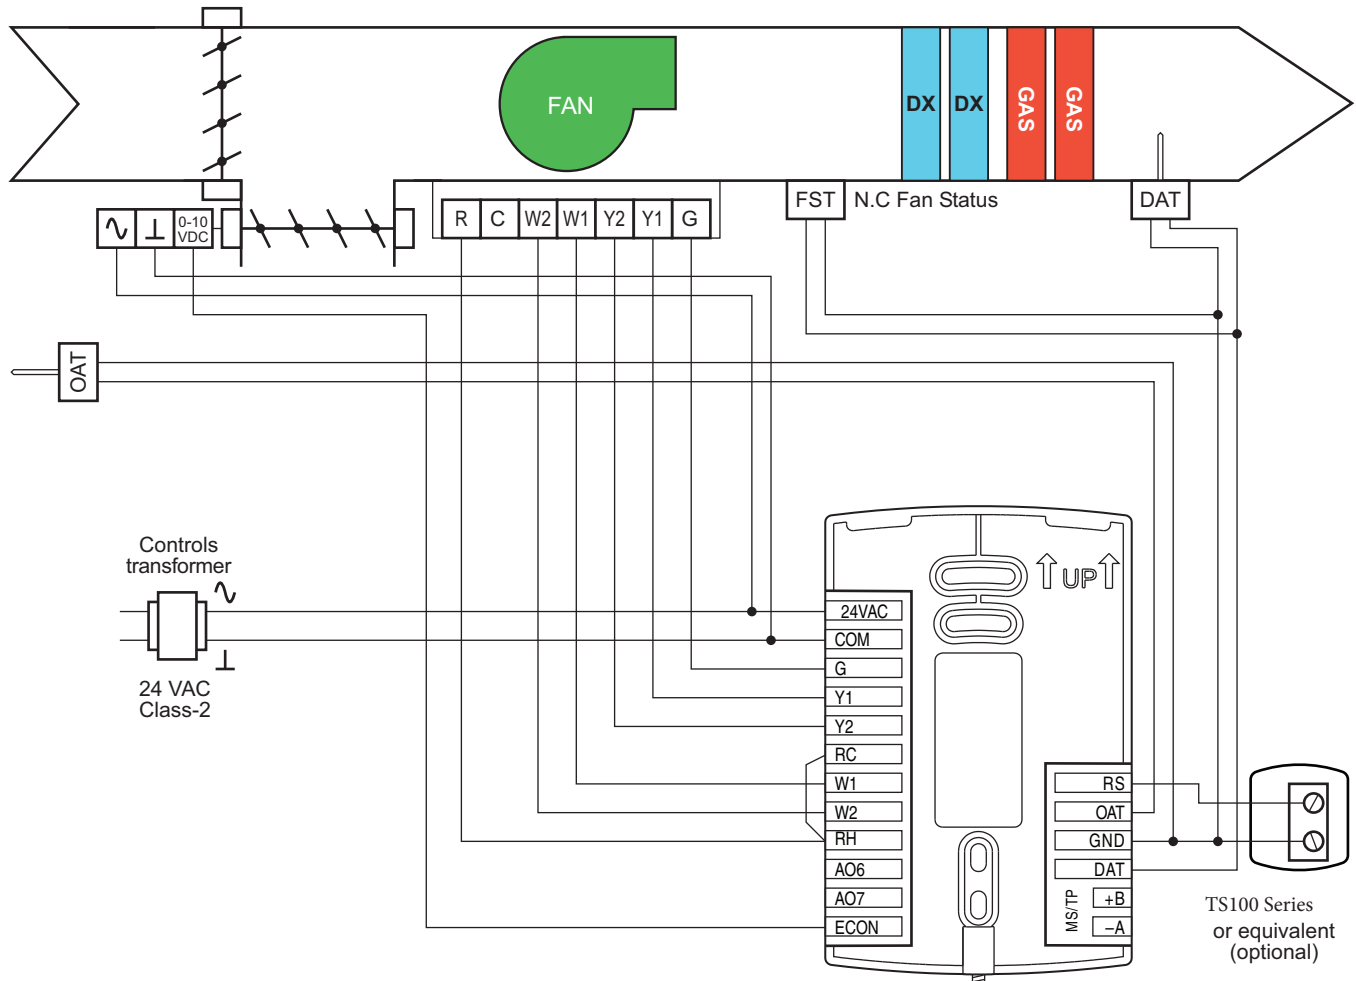 FAN
DX
DX
GAS
GAS
0-10
VDC
R
C
W2
W1
Y2
Y1
G
FST
N.C Fan Status
DAT
OAT
Controls
transformer
24 VAC
Class-2
UP
24VAC
COM
G
Y1
Y2
RC
W1
W2
RH
AO6
AO7
ECON
RS
OAT
GND
DAT
MS/TP
+B
–A
TS100 Series
or equivalent
(optional)